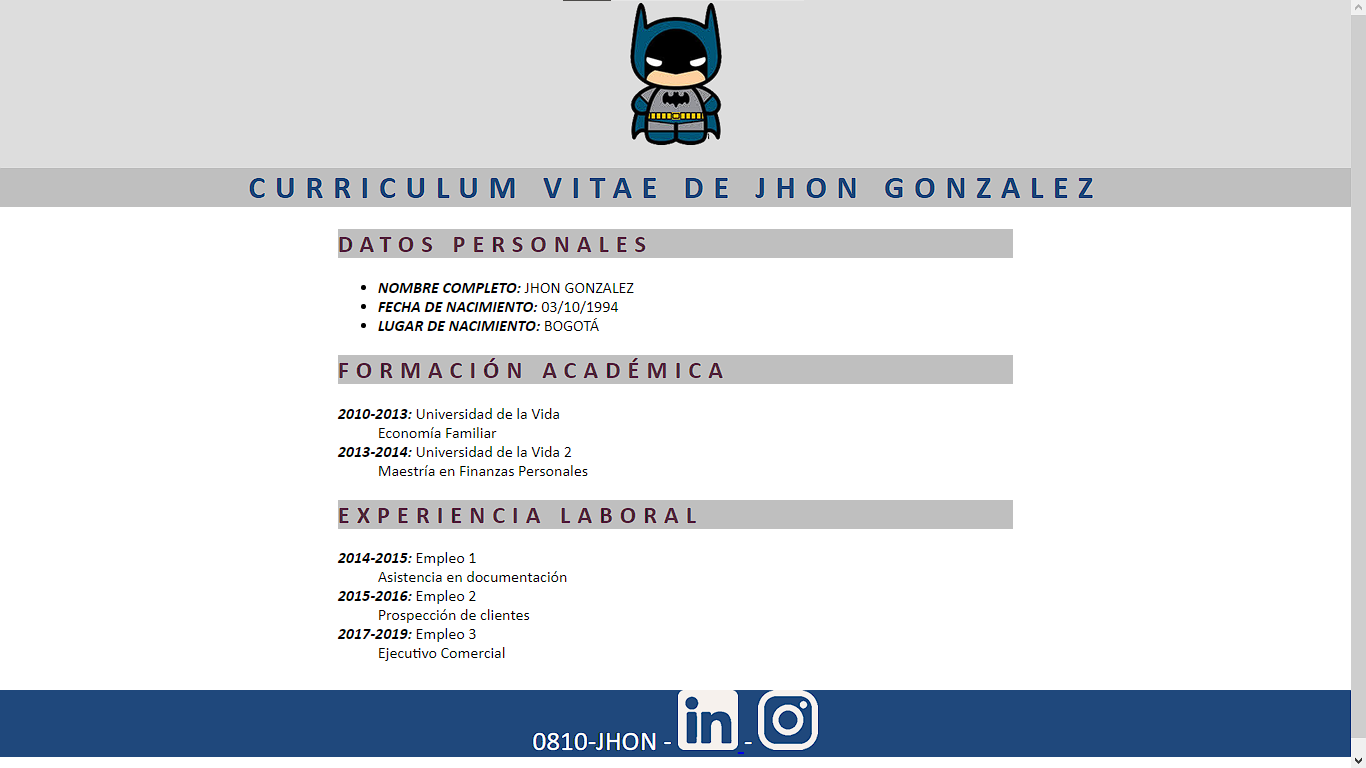 CURRICULUM VITAE DE JHON GONZALEZ
DATOS PERSONALES
NOMBRE COMPLETO: JHON GONZALEZ
FECHA DE NACIMIENTO: 03/10/1994
LUGAR DE NACIMIENTO: BOGOTÁ
FORMACIÓN ACADÉMICA
2010-2013: Universidad de la Vida
Economía Familiar
2013-2014: Universidad de la Vida 2
Maestría en Finanzas Personales
EXPERIENCIA LABORAL
2014-2015: Empleo 1
Asistencia en documentación
2015-2016: Empleo 2
Prospección de clientes
2017-2019: Empleo 3
Ejecutivo Comercial
0810-JHON - in -